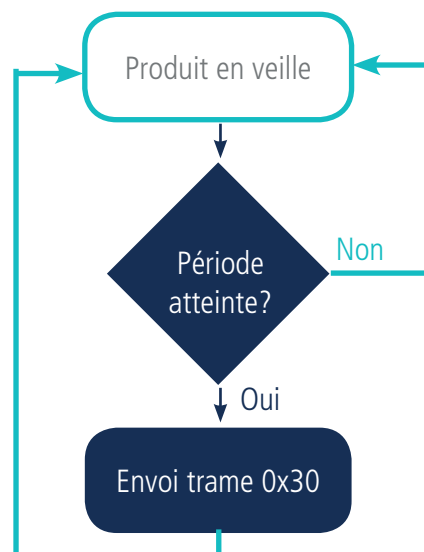 Produit en veille
Période
atteinte?
Non
Oui
Envoi trame 0x30